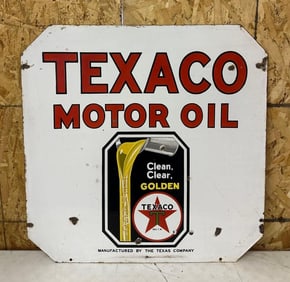 TEXACO
MOTOR OIL
Clean,
Clear,
GOLDEN
TEXACO
T
MANUFACTURED BY THE TEXAS COMPANY